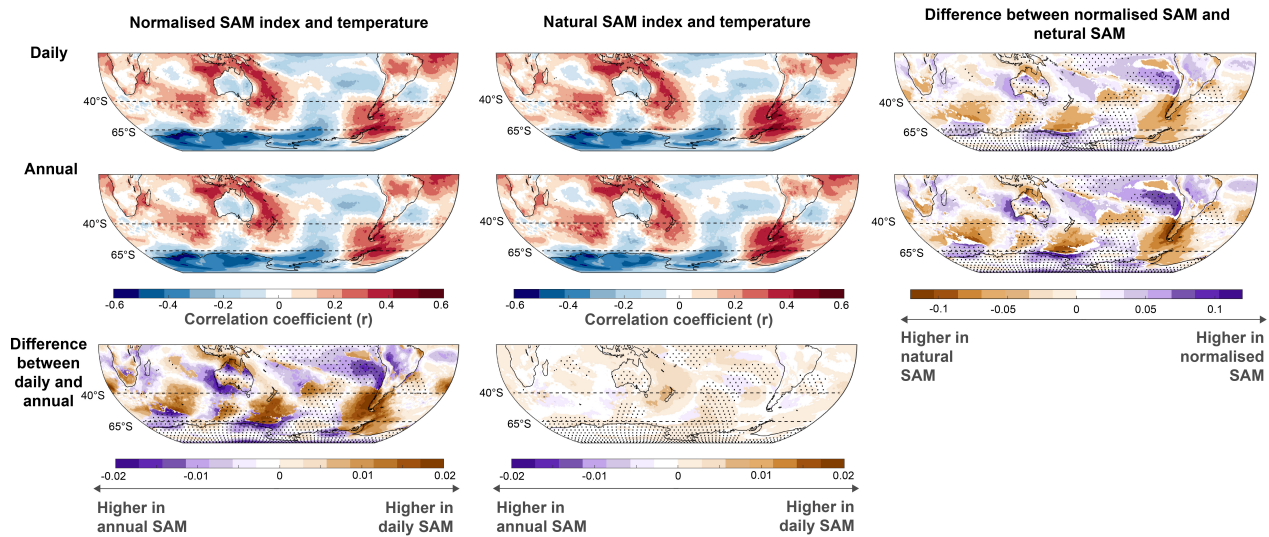 Normalised SAM index and temperature
Natural SAM index and temperature
Difference between normalised SAM and
netural SAM
Daily
40°S
65°S
40°S
65°S
40°S
65°S
Annual
40°S
65°S
40°S
65°S
40°S
65°S
-0.6 -0.4 -0.2 0 0.2 0.4 0.6
Correlation coefficient (r)
-0.6 -0.4 -0.2 0 0.2 0.4 0.6
Correlation coefficient (r)
-0.1 -0.05 0 0.05 0.1
Higher in
natural
SAM
Higher in
normalised
SAM
Difference
between
daily and
annual
40°S
65°S
40°S
65°S
-0.02 -0.01 0 0.01 0.02
Higher in
annual SAM
Higher in
daily SAM
-0.02 -0.01 0 0.01 0.02
Higher in
annual SAM
Higher in
daily SAM